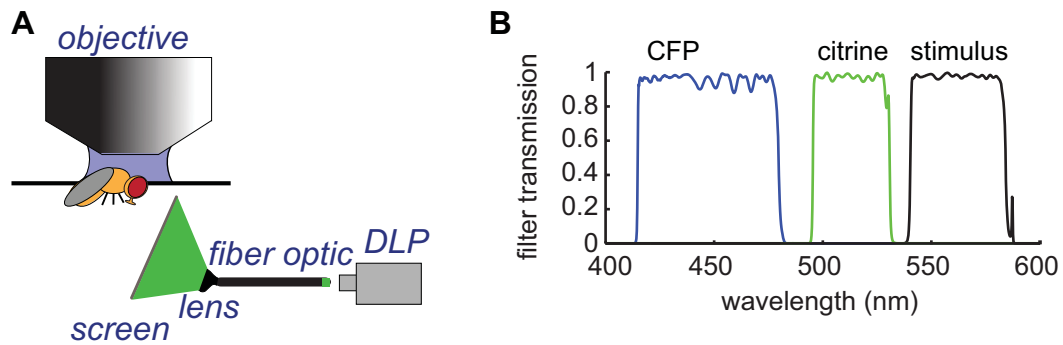 A
objective
fiber optic
DLP
lens
screen
B
CFP citrine stimulus
filter transmission
1
0.8
0.6
0.4
0.2
0
400 450 500 550 600
wavelength (nm)